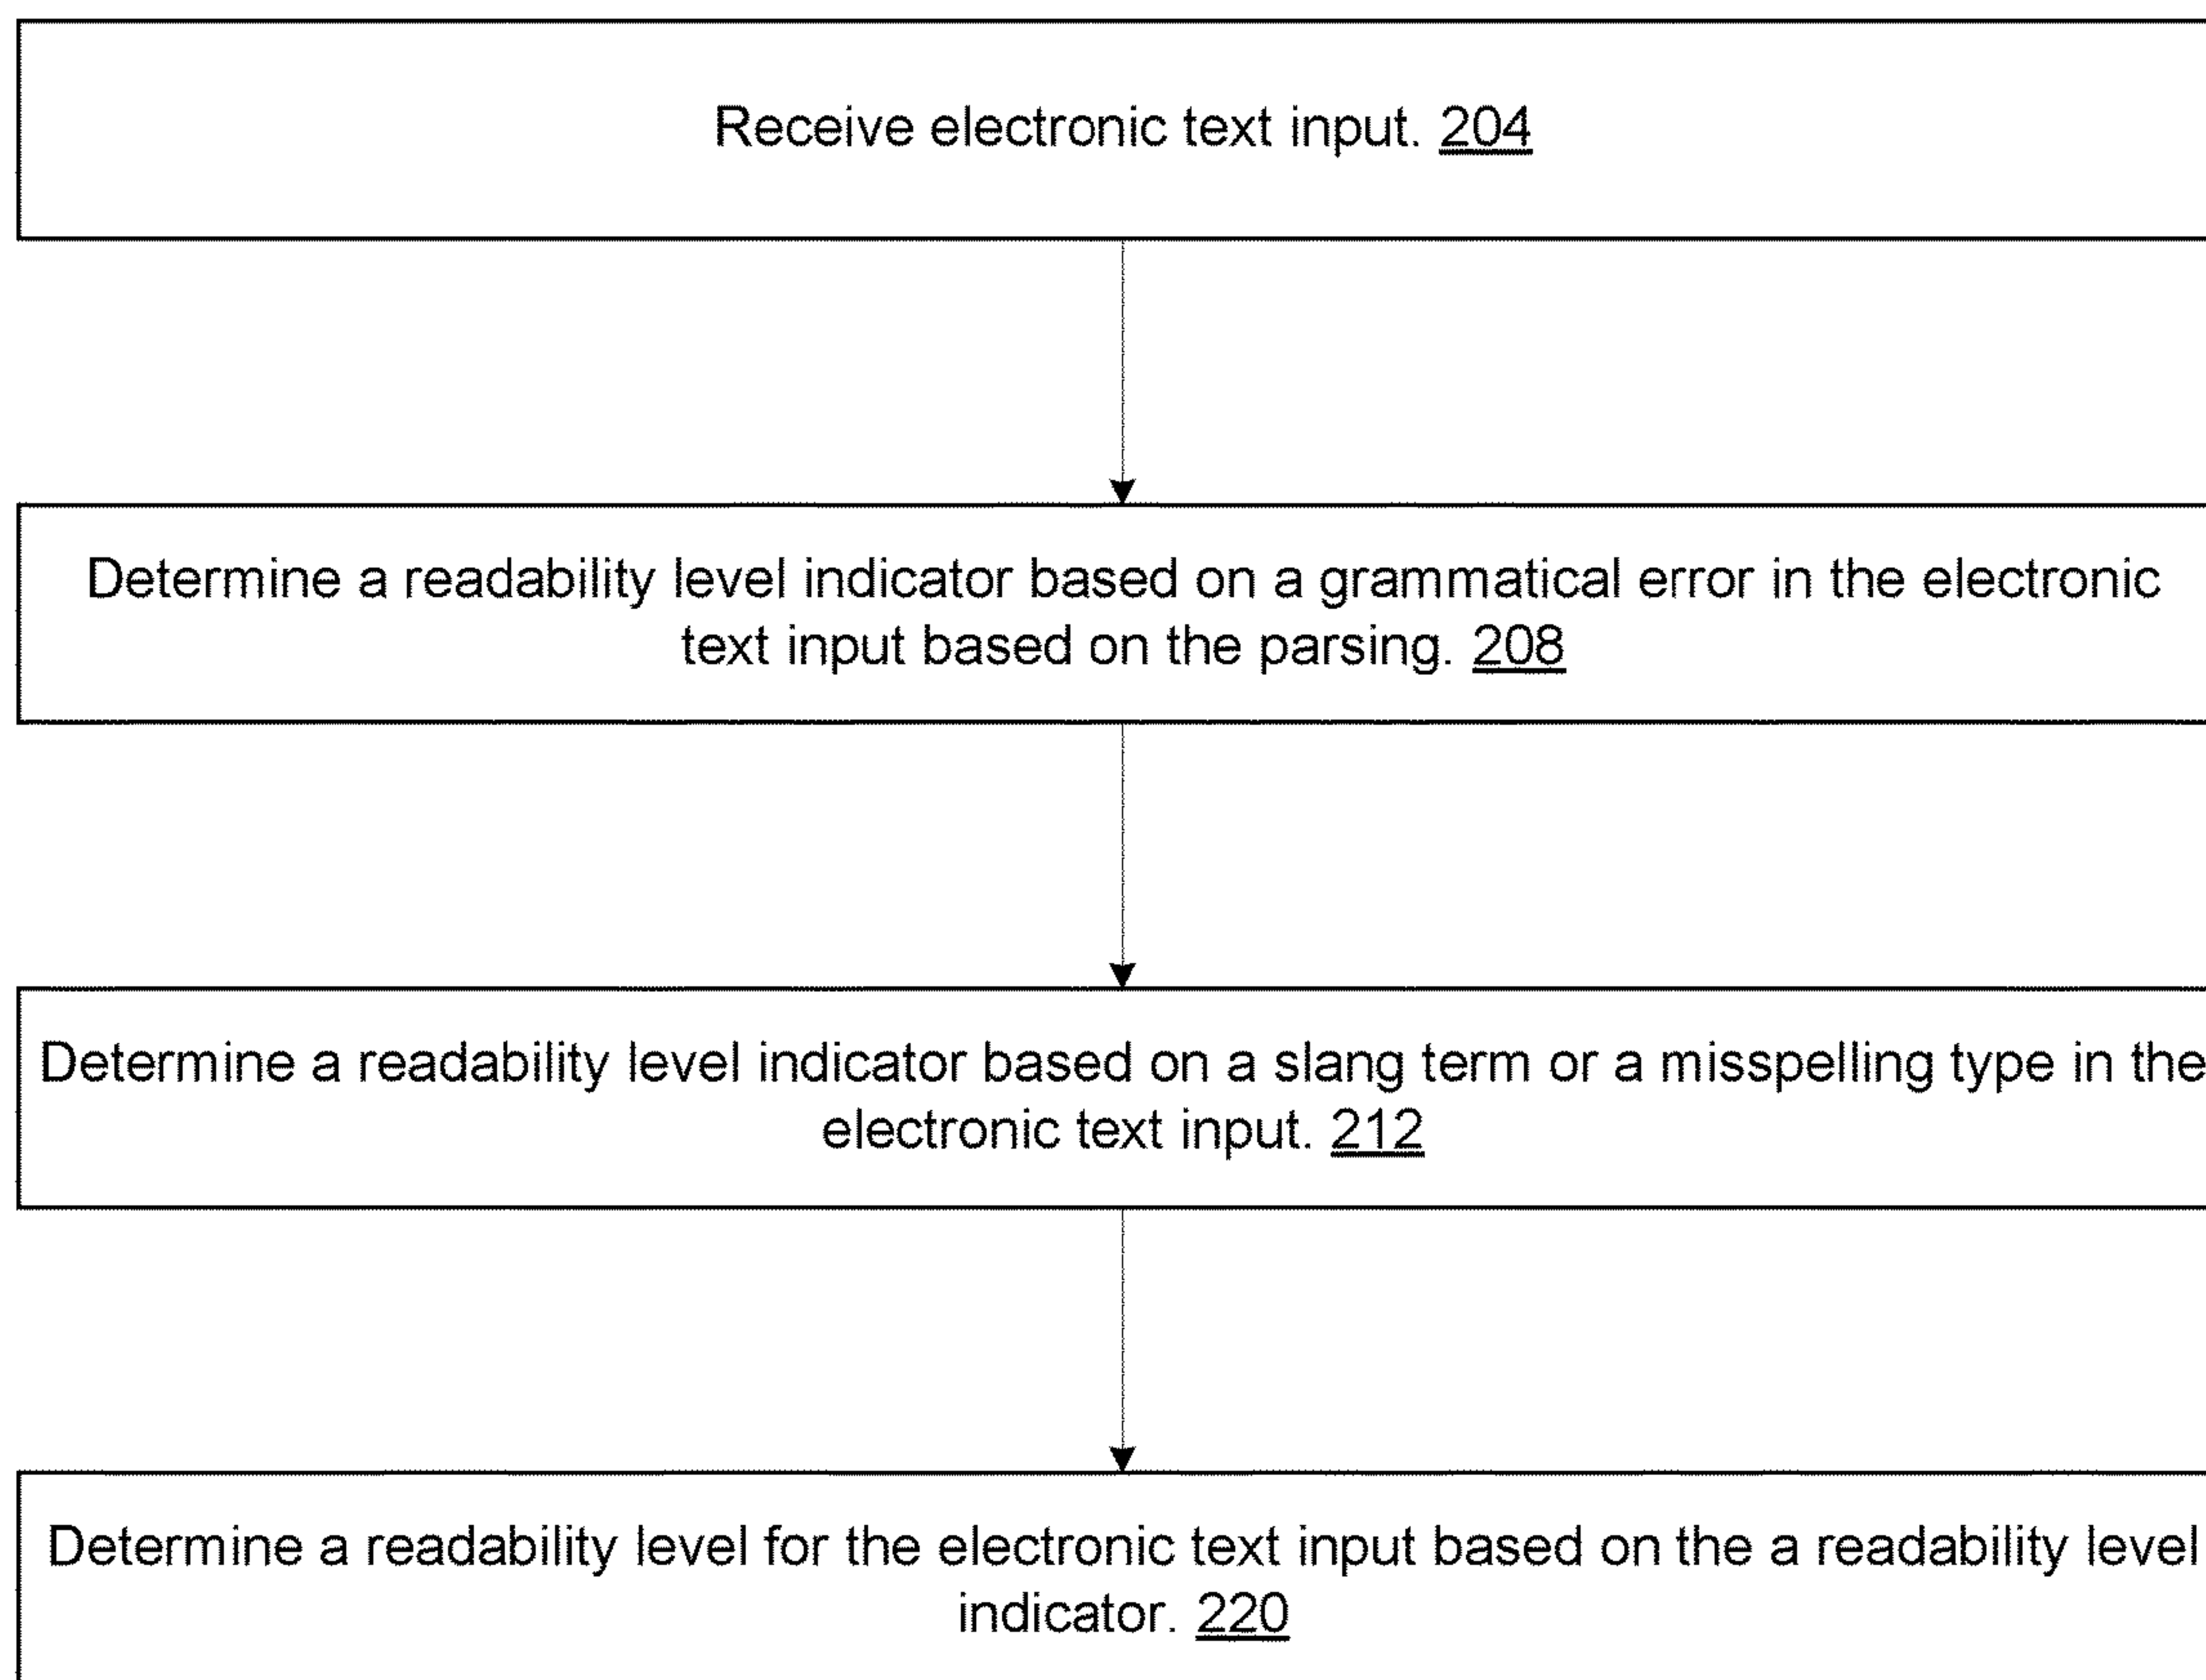 Receive electronic text input. 204
Determine a readability level indicator based on a grammatical error in the electronic
text input based on the parsing. 208
Determine a readability level indicator based on a slang term or a misspelling type in the
electronic text input. 212
Determine a readability level for the electronic text input based on the a readability level
indicator. 220